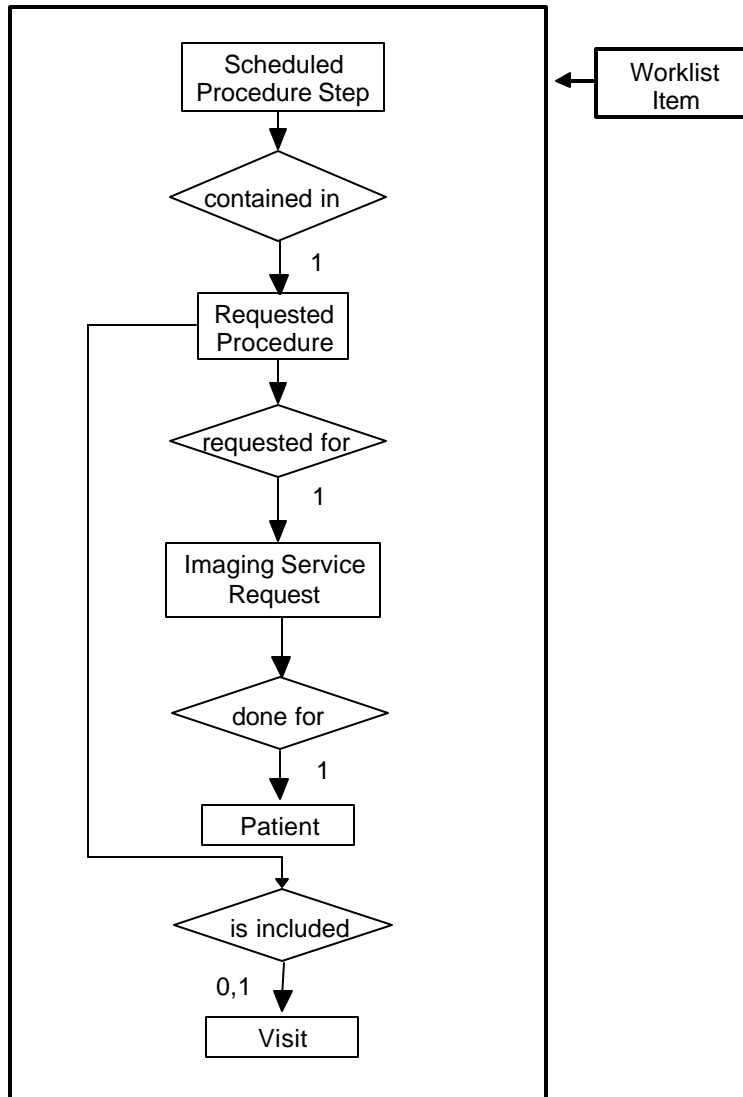 Scheduled
Procedure Step
Worklist
Item
contained in
1
Requested
Procedure
requested for
1
Imaging Service
Request
done for
1
Patient
is included
0,1
Visit